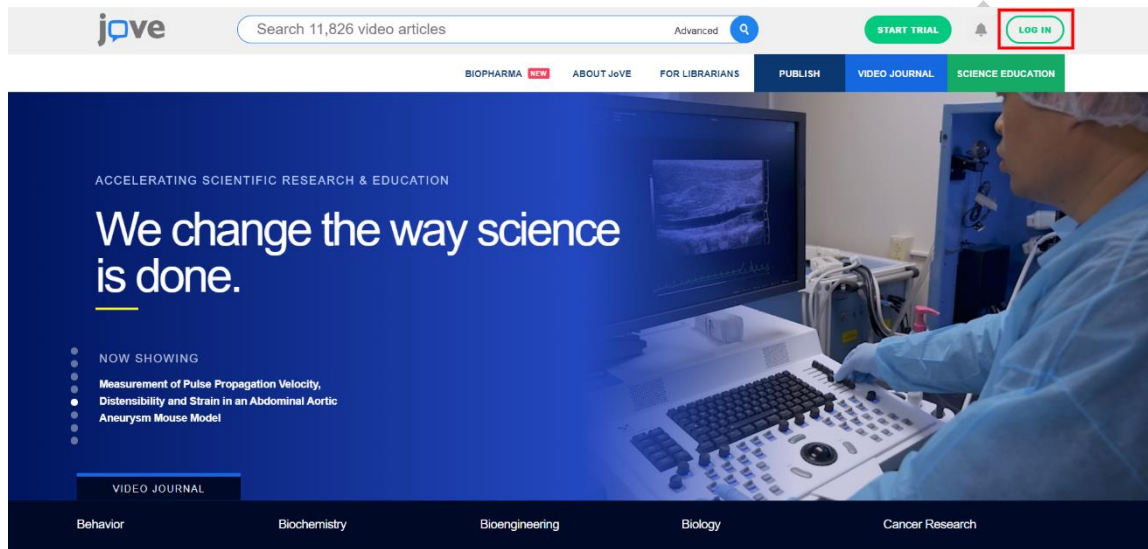 jove
Search 11,826 video articles
Advanced
START TRIAL
LOG IN
BIOPHARMA NEW
ABOUT JoVE
FOR LIBRARIANS
PUBLISH
VIDEO JOURNAL
SCIENCE EDUCATION
ACCELERATING SCIENTIFIC RESEARCH & EDUCATION
We change the way science
is done.
NOW SHOWING
Measurement of Pulse Propagation Velocity,
Distensibility and Strain in an Abdominal Aortic
Aneurysm Mouse Model
VIDEO JOURNAL
Behavior
Biochemistry
Bioengineering
Biology
Cancer Research